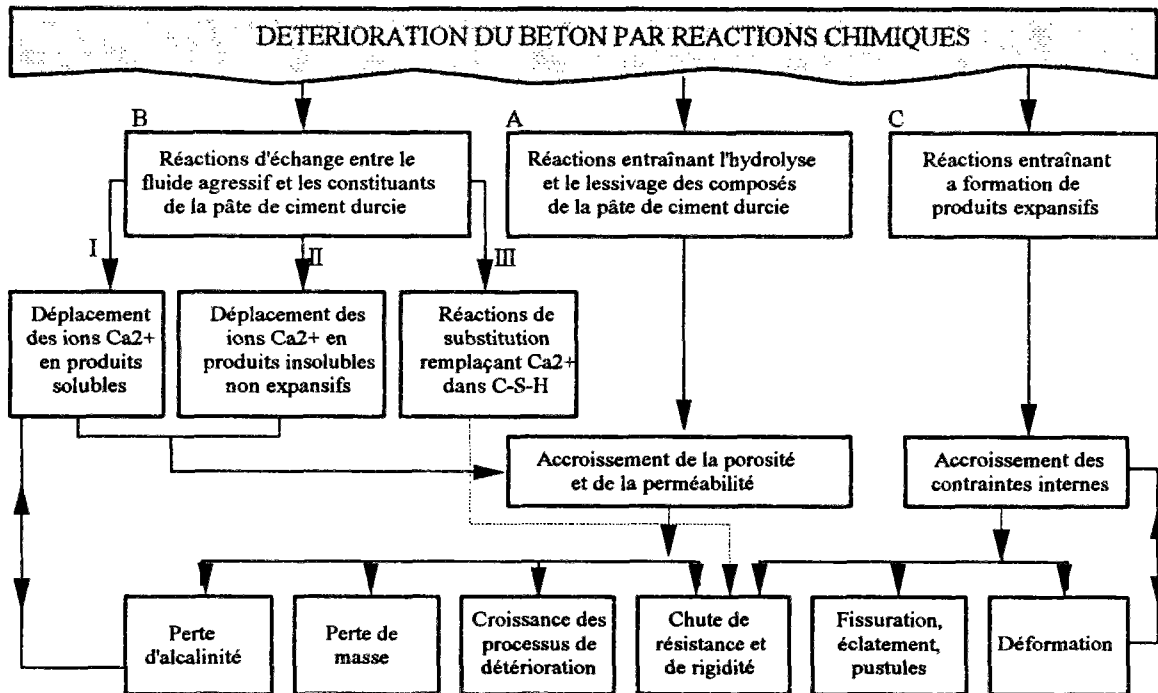 DETERIORATION DU BETON PAR REACTIONS CHIMIQUES
B
Réactions d'échange entre le
fluide agressif et les constituants
de la pâte de ciment durcie
A
Réactions entraînant l'hydrolyse
et le lessivage des composés
de la pâte de ciment durcie
C
Réactions entraînant
a formation de
produits expansifs
I
II
III
Déplacement
des ions Ca2+
en produits
solubles
Déplacement des
ions Ca2+ en
produits insolubles
non expansifs
Réactions de
substitution
remplaçant Ca2+
dans C-S-H
Accroissement de la porosité
et de la perméabilité
Accroissement des
contraintes internes
Perte
d'alcalinité
Perte de
masse
Croissance des
processus de
détérioration
Chute de
résistance et
de rigidité
Fissuration,
éclatement,
pustules
Déformation